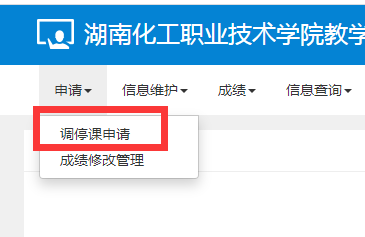 湖南化工职业技术学院教学
申请 信息维护 成绩 信息查询
调停课申请
成绩修改管理